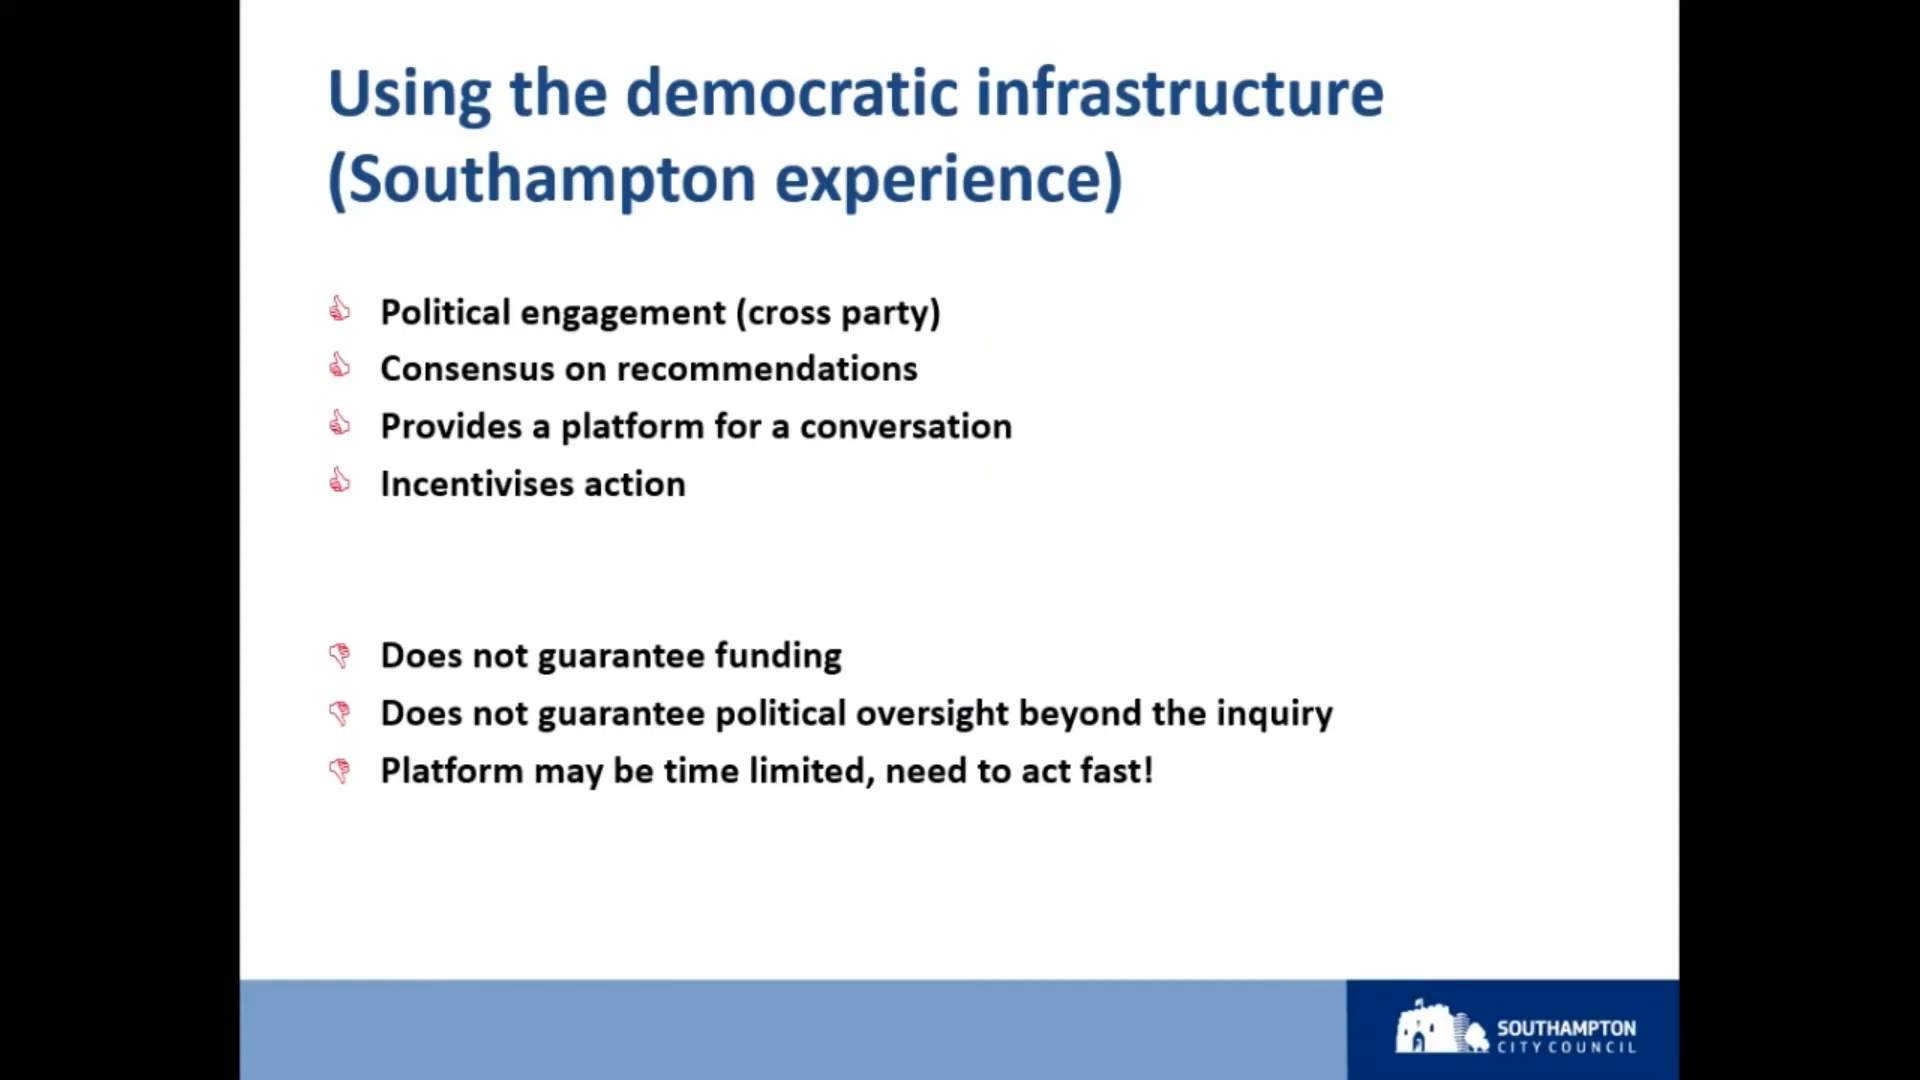 Using the democratic infrastructure
(Southampton experience)
Political engagement (cross party)
Consensus on recommendations
Provides a platform for a conversation
Incentivises action
Does not guarantee funding
Does not guarantee political oversight beyond the inquiry
Platform may be time limited, need to act fast!
SOUTHAMPTON
CITY COUNCIL